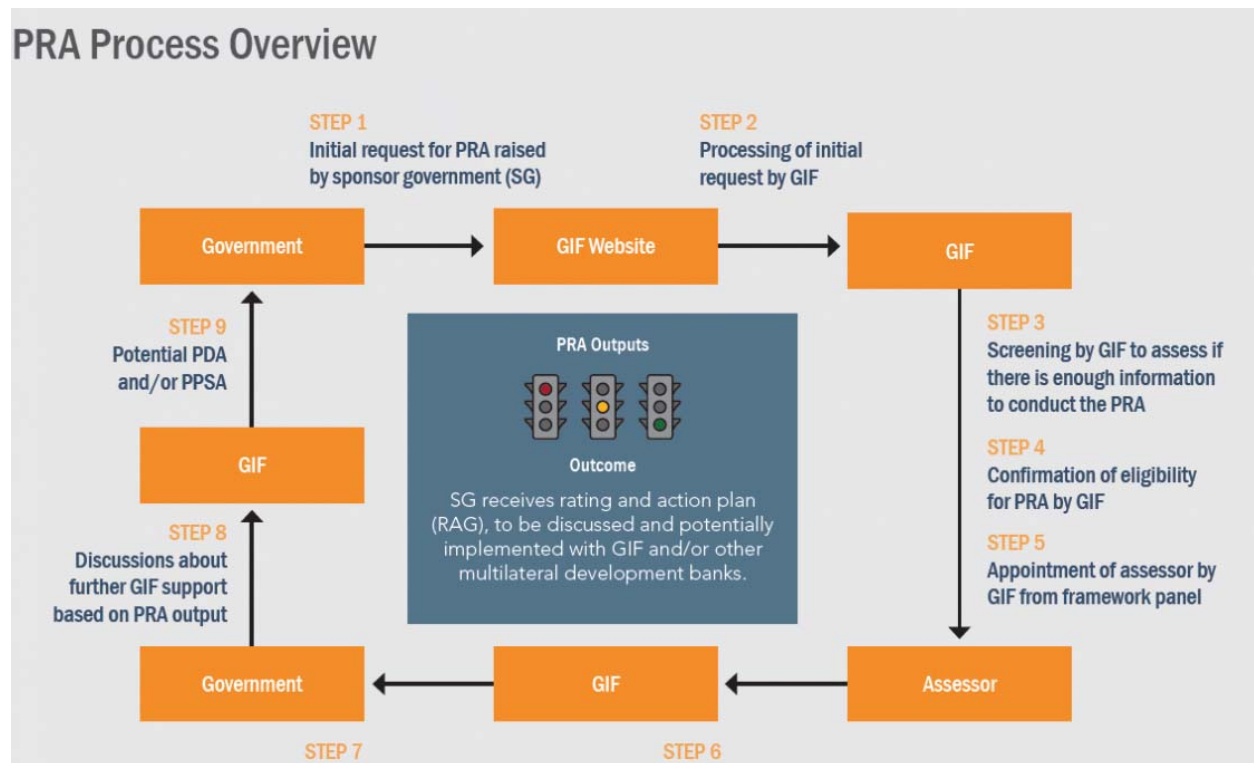 PRA Process Overview
STEP 1
Initial request for PRA raised
by sponsor government (SG)
STEP 2
Processing of initial
request by GIF
Government
GIF Website
GIF
STEP 3
Screening by GIF to assess if
there is enough information
to conduct the PRA
STEP 4
Confirmation of eligibility
for PRA by GIF
STEP 5
Appointment of assessor by
GIF from framework panel
PRA Outputs
Outcome
SG receives rating and action plan
(RAG), to be discussed and potentially
implemented with GIF and/or other
multilateral development banks.
Assessor
GIF
STEP 6
Government
STEP 7
STEP 8
Discussions about
further GIF support
based on PRA output
GIF
STEP 9
Potential PDA
and/or PPSA